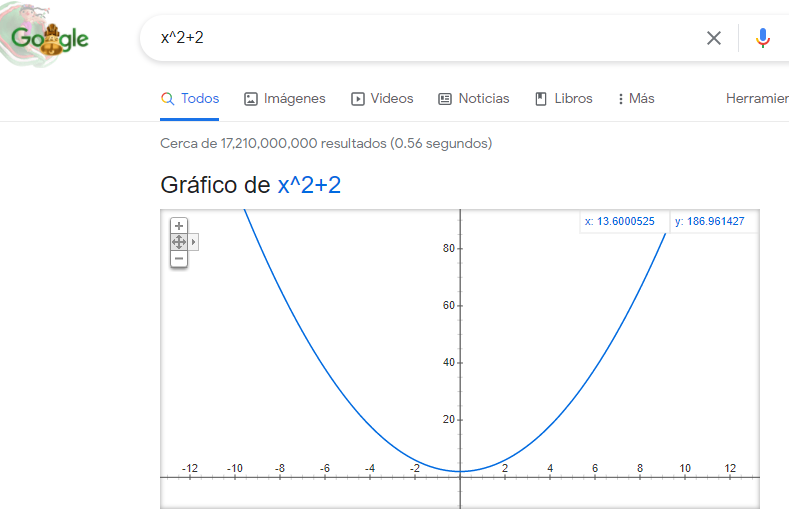 Google
x^2+2
Todos Imágenes Videos Noticias Libros Más Herramier
Cerca de 17,210,000,000 resultados (0.56 segundos)
Gráfico de x^2+2
x: 13.6000525 y: 186.961427
80
60
40
20
-12 -10 -8 -6 -4 -2 2 4 6 8 10 12